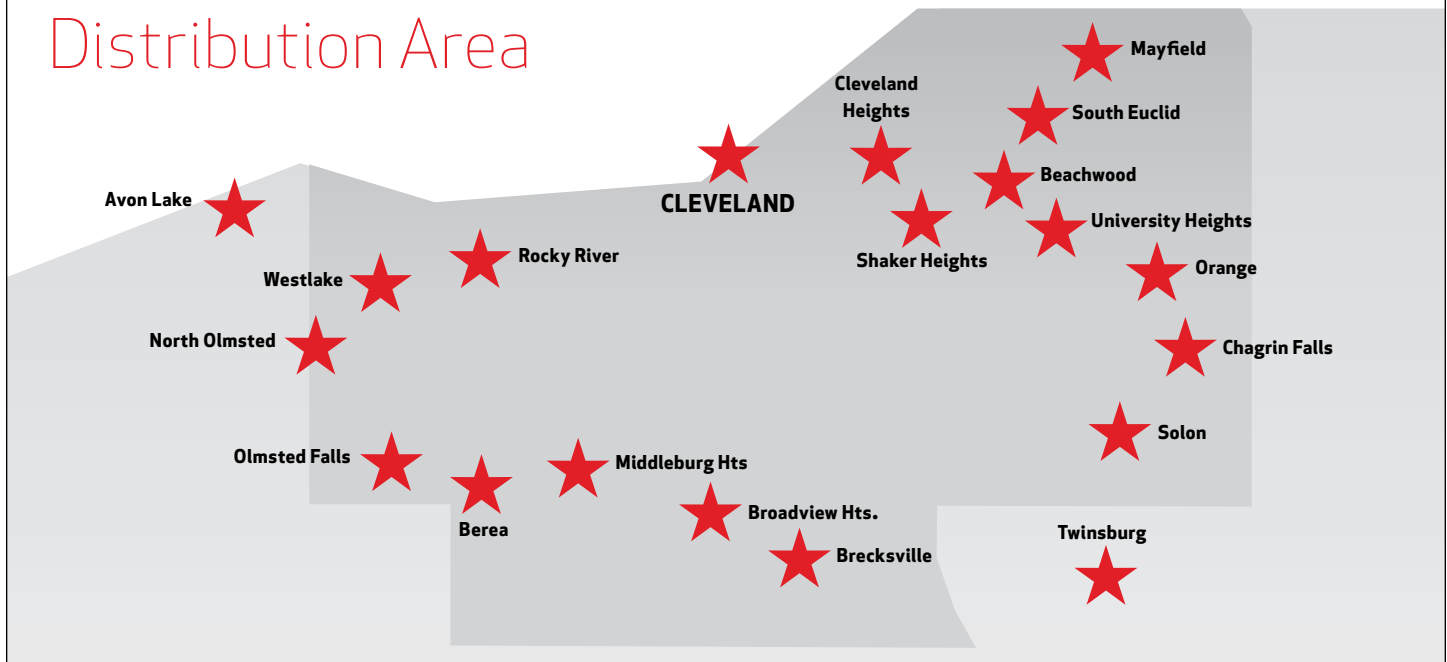 Distribution Area
Mayfield
Cleveland
Heights
South Euclid
Beachwood
Avon Lake
CLEVELAND
University Heights
Rocky River
Shaker Heights
Orange
Westlake
North Olmsted
Chagrin Falls
Solon
Olmsted Falls
Middleburg Hts
Broadview Hts.
Berea
Twinsburg
Brecksville